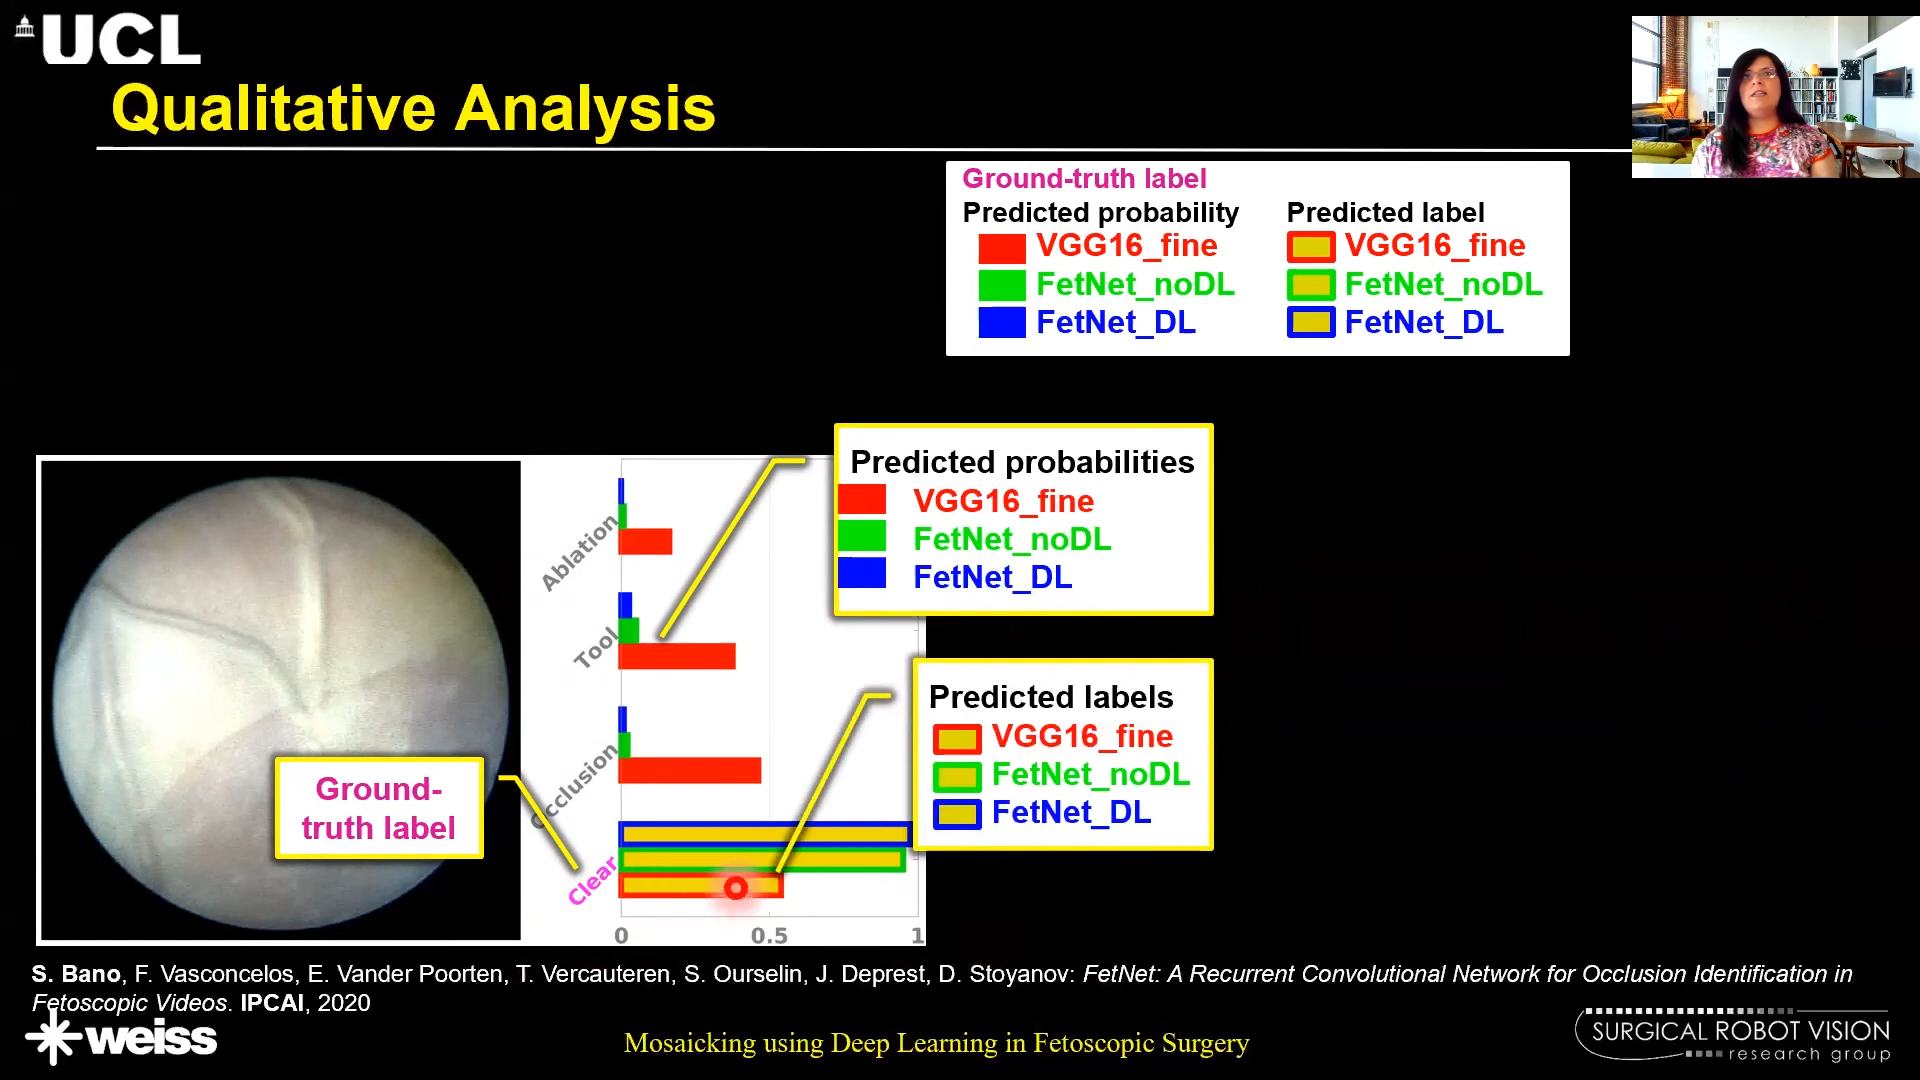 UCL
Qualitative Analysis
Ground-truth label
Predicted probability
VGG16_fine
FetNet_noDL
FetNet_DL
Predicted label
VGG16_fine
FetNet_noDL
FetNet_DL
Predicted probabilities
VGG16_fine
FetNet_noDL
FetNet_DL
Predicted labels
VGG16_fine
FetNet_noDL
FetNet_DL
Ground-
truth label
Ablation
Tool
Occlusion
Clear
0 0.5 1
S. Bano, F. Vasconcelos, E. Vander Poorten, T. Vercauteren, S. Ourselin, J. Deprest, D. Stoyanov: FetNet: A Recurrent Convolutional Network for Occlusion Identification in
Fetoscopic Videos. IPCAI, 2020
weiss
Mosaicking using Deep Learning in Fetoscopic Surgery
SURGICAL ROBOT VISION
research group